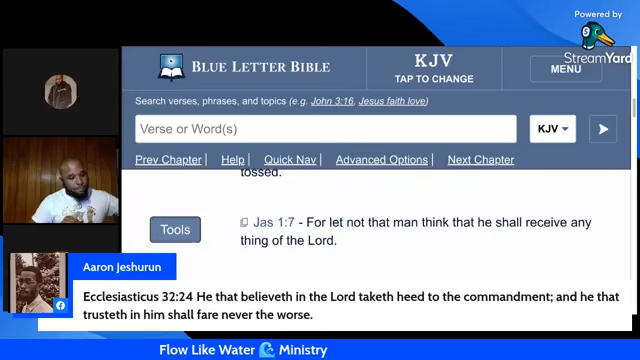 Powered by
StreamYard
BLUE LETTER BIBLE
KJV
TAP TO CHANGE
MENU
Search verses, phrases, and topics (e.g. John 3:16, Jesus faith love)
Verse or Word(s)
KJV
Prev Chapter
Help
Quick Nav
Advanced Options
Next Chapter
tossed.
Tools
Jas 1:7 - For let not that man think that he shall receive any
thing of the Lord.
Aaron Jeshurun
Ecclesiasticus 32:24 He that believeth in the Lord taketh heed to the commandment; and he that
trusteth in him shall fare never the worse.
Flow Like Water 🌊 Ministry